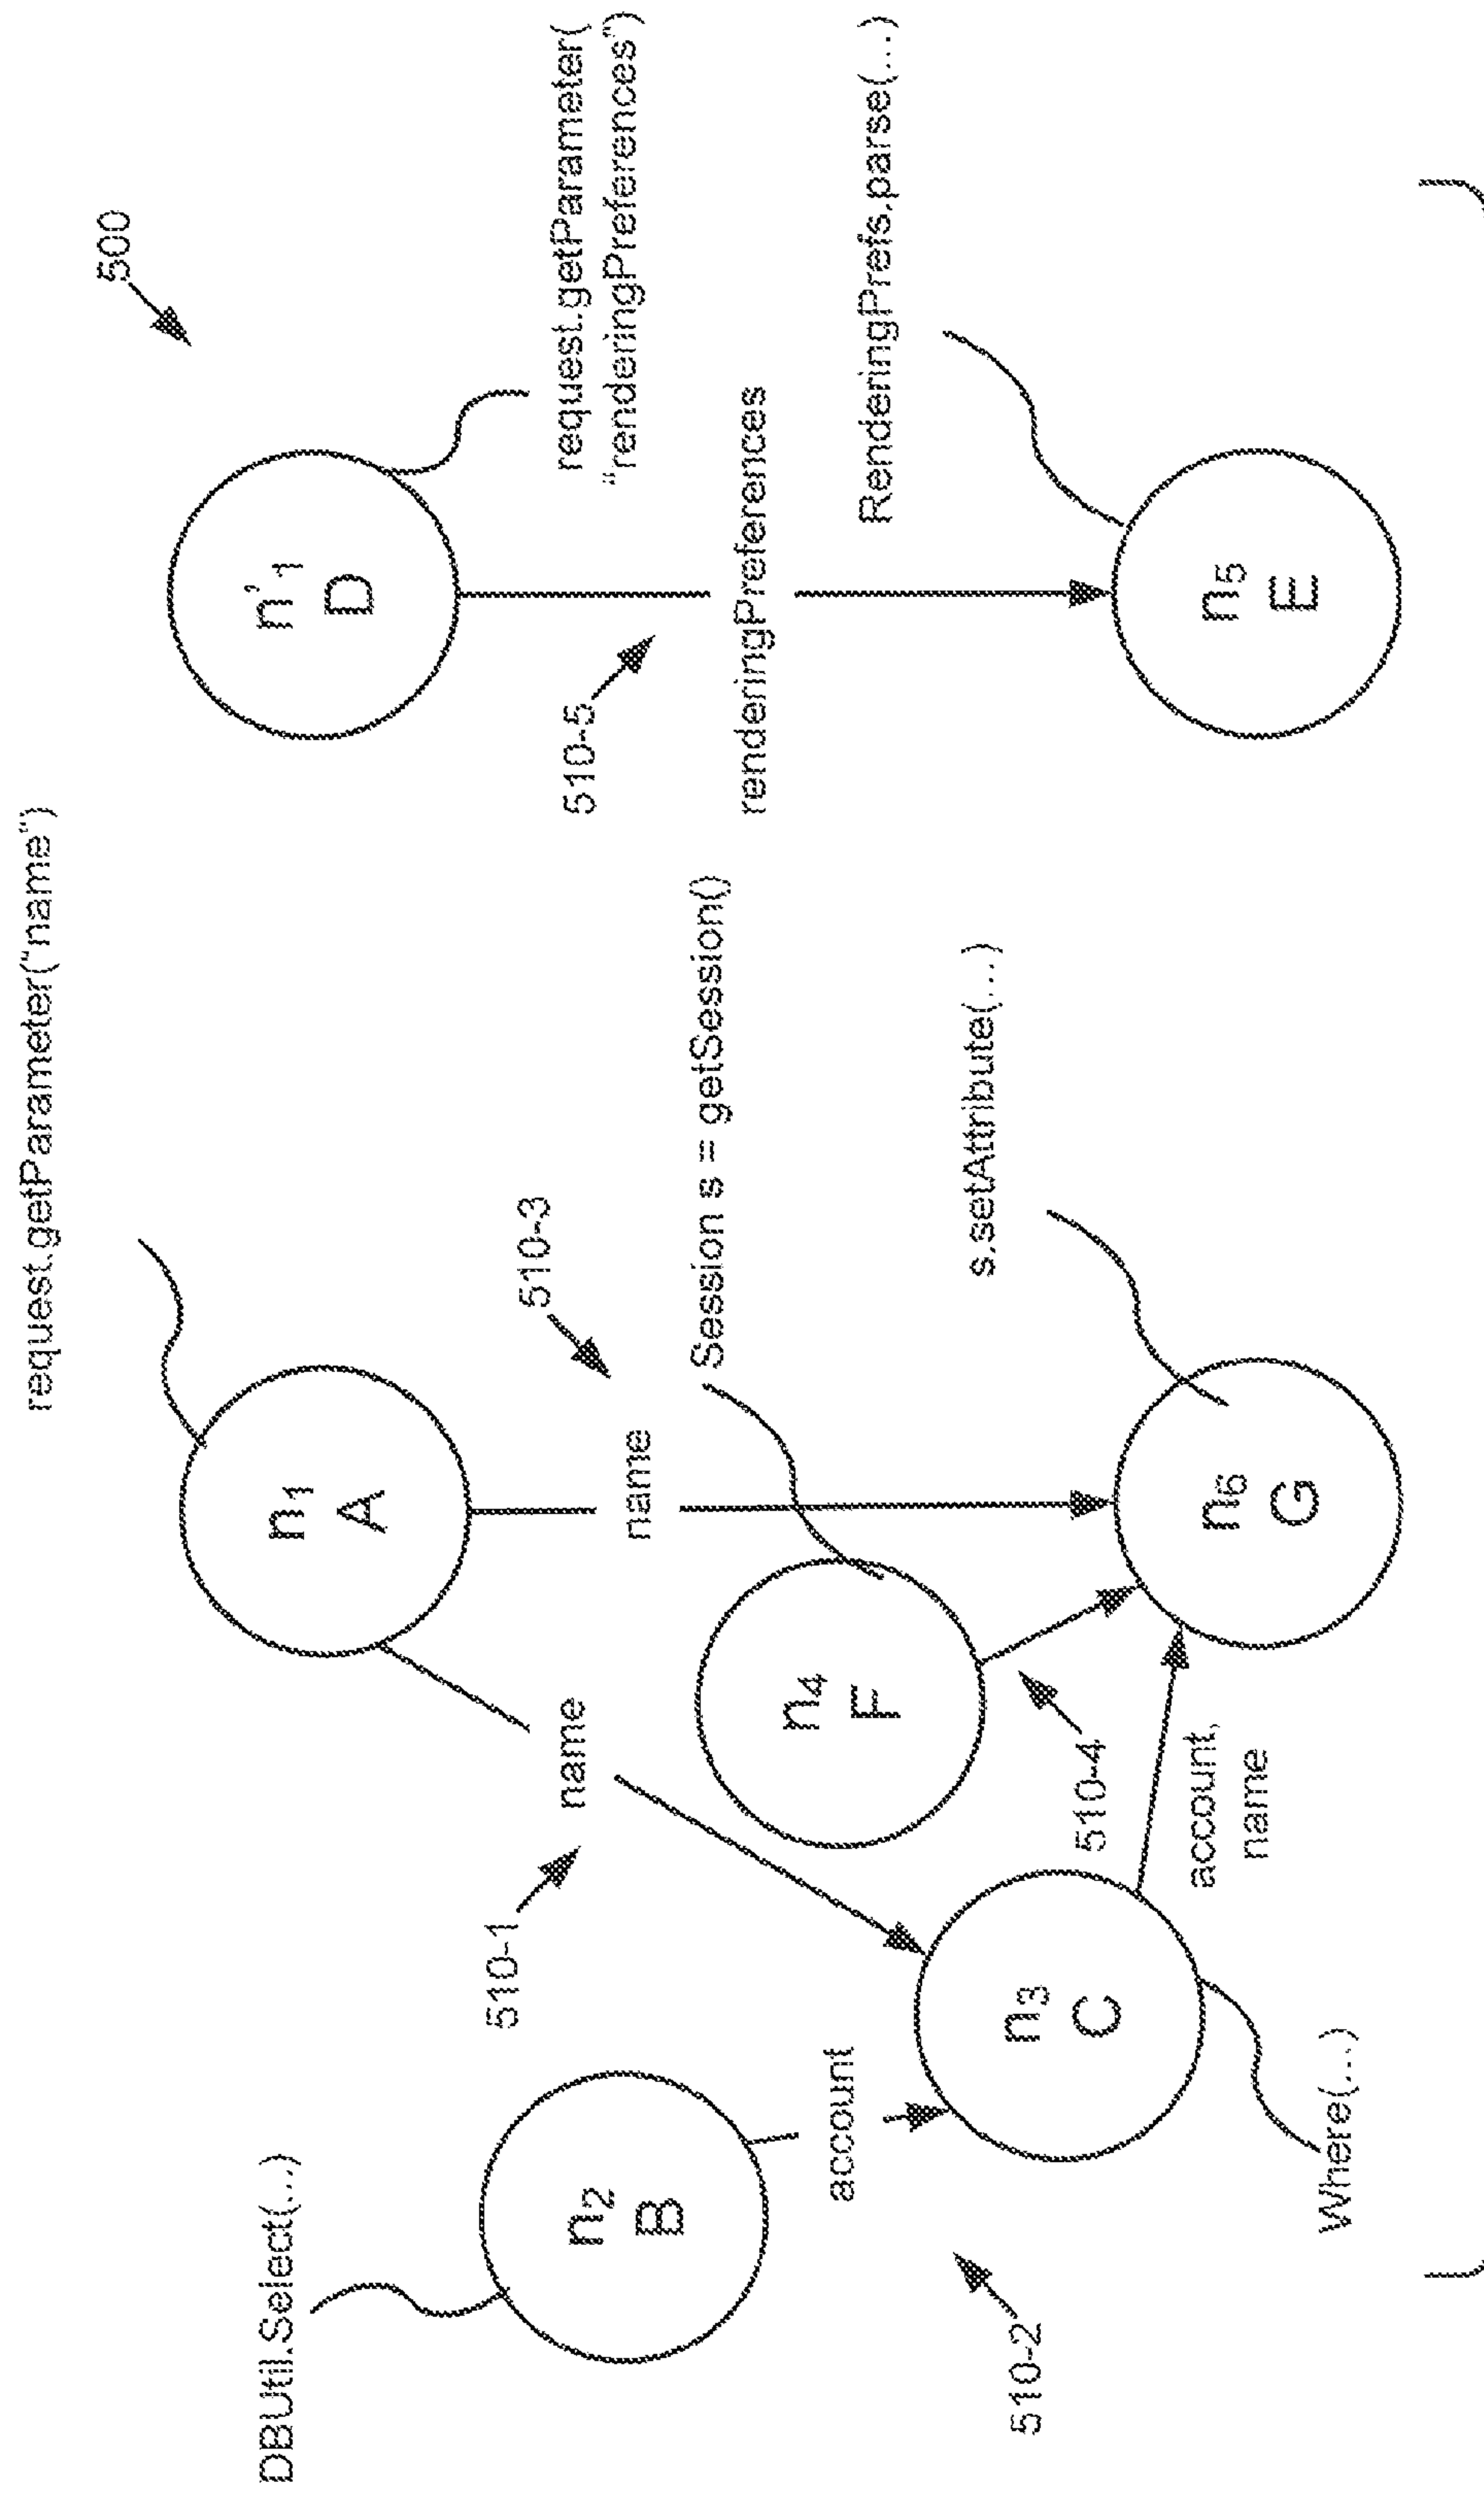 500
request.getParameter("name")
n1
A
n'1
D
request.getParameter(
"renderingPreferences")
DBUtil.Select(...)
n2
B
510-1
name
510-3
name
510-5
renderingPreferences
Session s = getSession()
n4
F
account
RenderingPrefs.parse(...)
s.setAttribute(...)
510-2
n3
C
510-4
account,
name
n6
G
n5
E
Where(...)